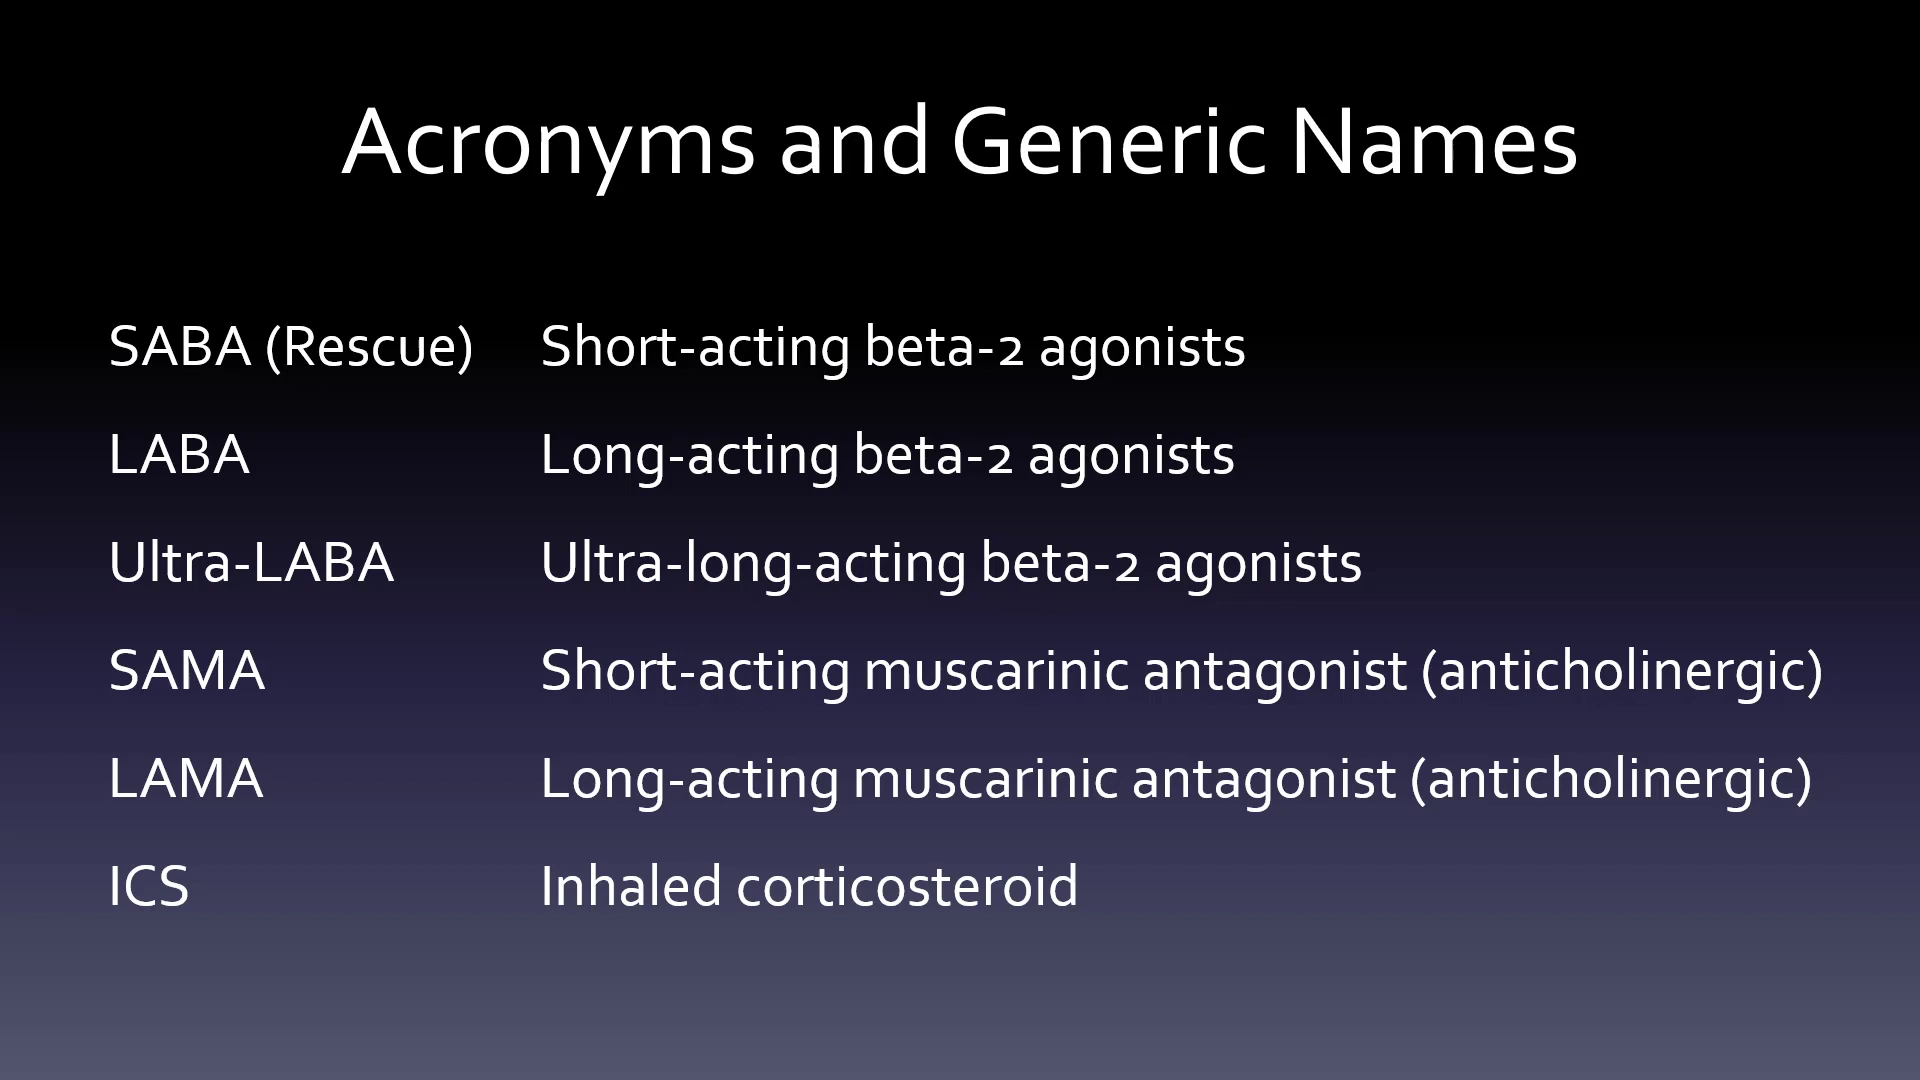 Acronyms and Generic Names
SABA (Rescue) Short-acting beta-2 agonists
LABA Long-acting beta-2 agonists
Ultra-LABA Ultra-long-acting beta-2 agonists
SAMA Short-acting muscarinic antagonist (anticholinergic)
LAMA Long-acting muscarinic antagonist (anticholinergic)
ICS Inhaled corticosteroid